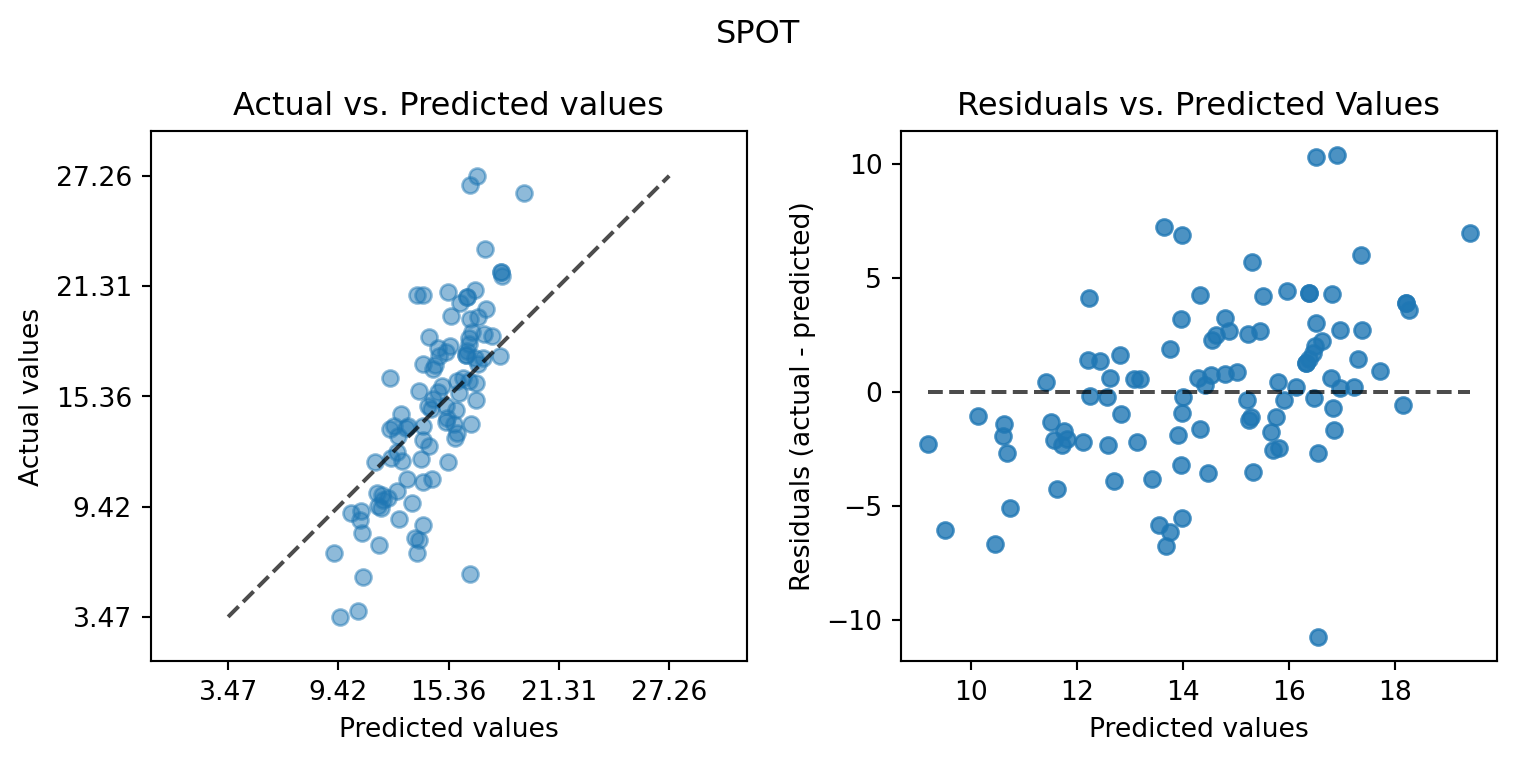 SPOT
Actual vs. Predicted values
Actual values
27.26
21.31
15.36
9.42
3.47
3.47 9.42 15.36 21.31 27.26
Predicted values
Residuals vs. Predicted Values
Residuals (actual - predicted)
10
5
0
−5
−10
10 12 14 16 18
Predicted values